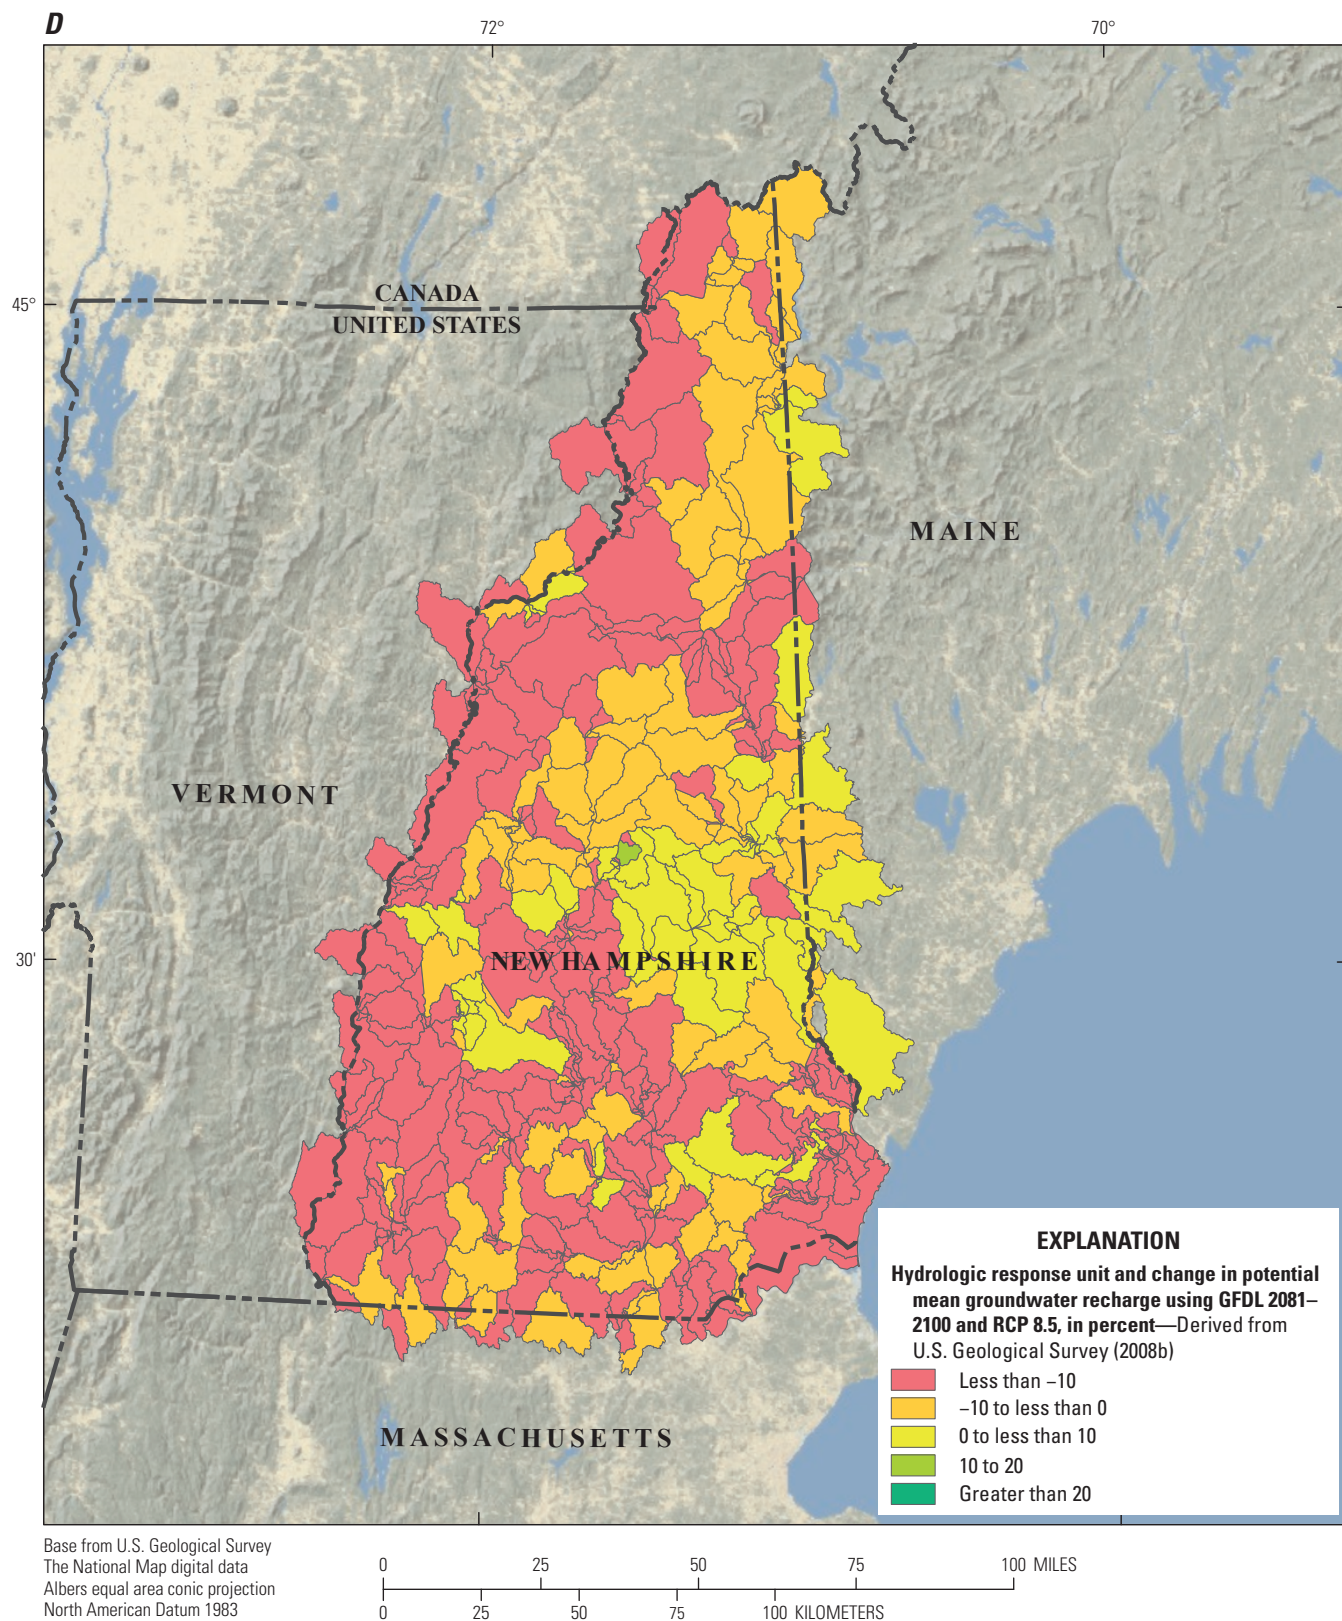 D
72°
70°
45°
CANADA
UNITED STATES
MAINE
VERMONT
30'
NEW HAMPSHIRE
MASSACHUSETTS
EXPLANATION
Hydrologic response unit and change in potential
mean groundwater recharge using GFDL 2081–
2100 and RCP 8.5, in percent—Derived from
U.S. Geological Survey (2008b)
Less than −10
−10 to less than 0
0 to less than 10
10 to 20
Greater than 20
Base from U.S. Geological Survey
The National Map digital data
Albers equal area conic projection
North American Datum 1983
0 25 50 75 100 MILES
0 25 50 75 100 KILOMETERS